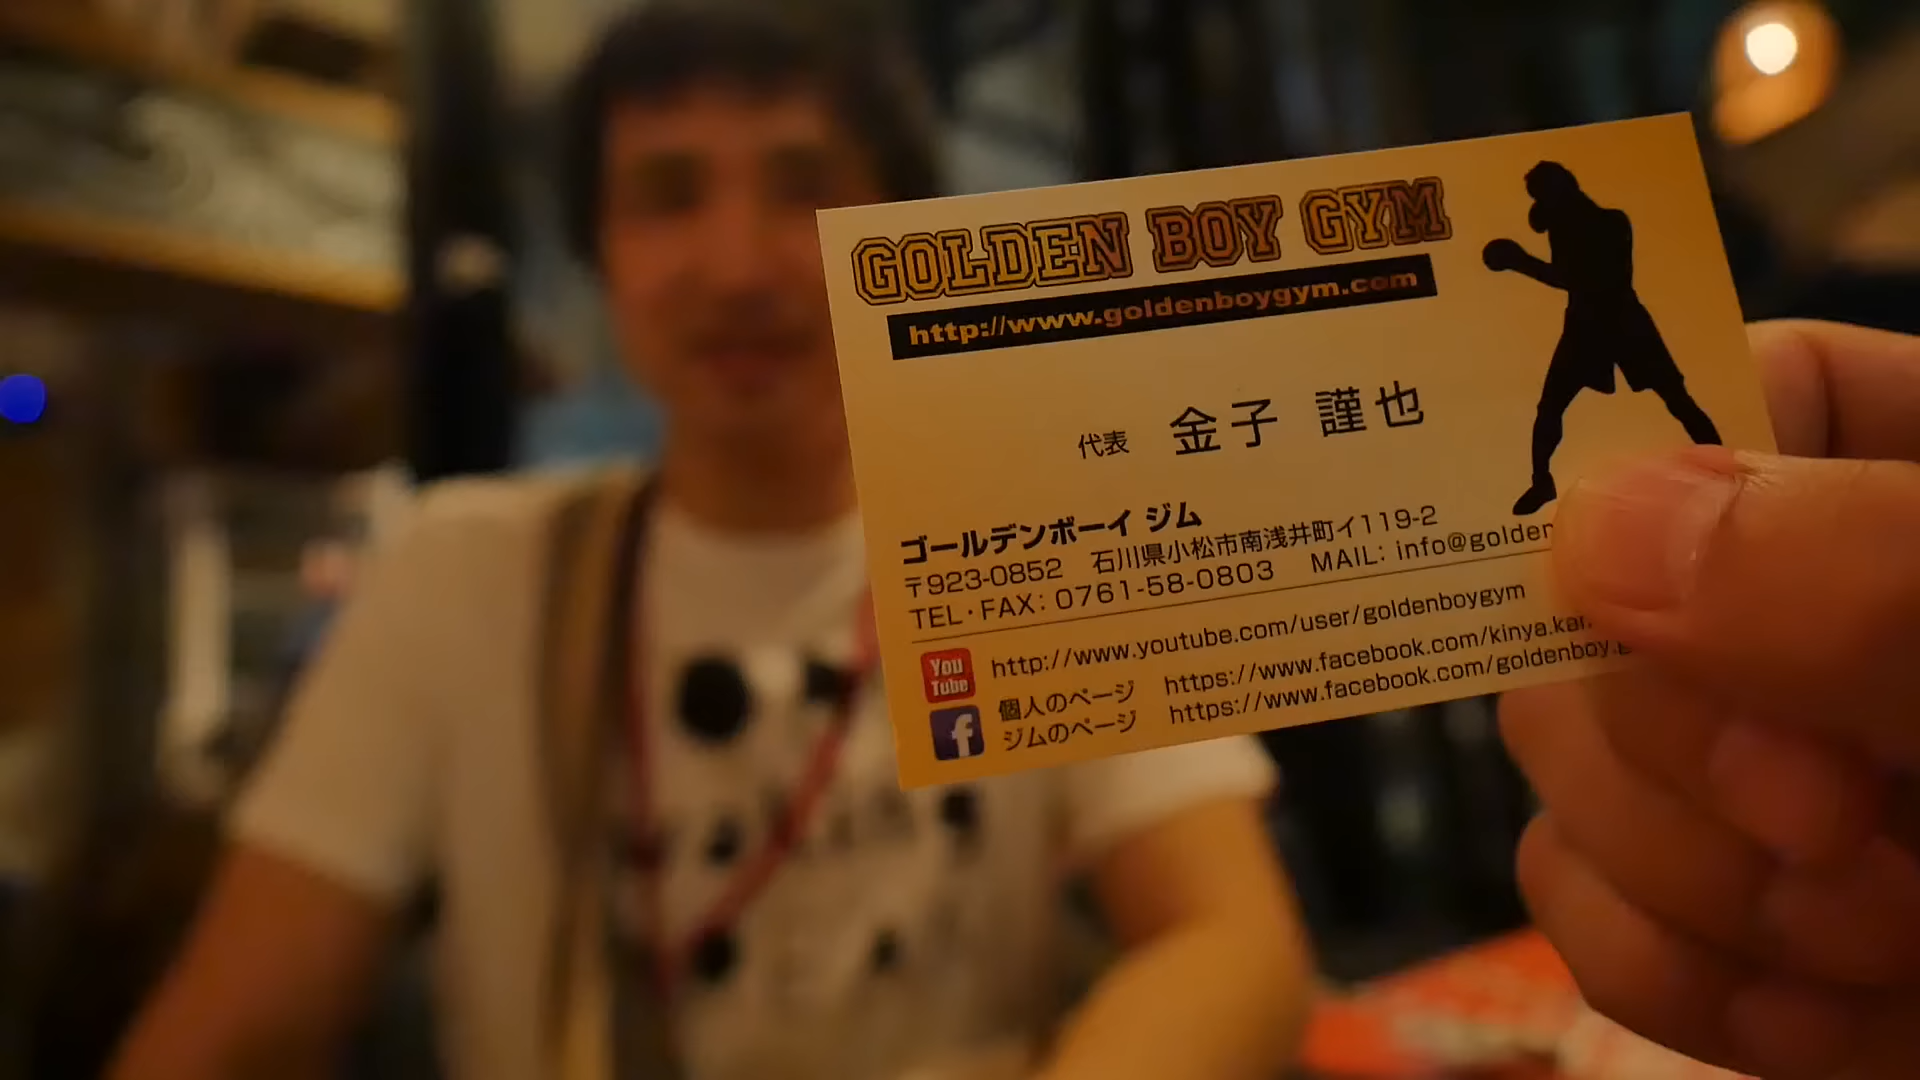 GOLDEN BOY GYM
http://www.goldenboygym.com
代表 金子 謹也
ゴールデンボーイ ジム
〒923-0852 石川県小松市南浅井町イ119-2
TEL・FAX: 0761-58-0803 MAIL: info@golden
You Tube http://www.youtube.com/user/goldenboygym
f 個人のページ https://www.facebook.com/kinya.kan
ジムのページ https://www.facebook.com/goldenboy.g